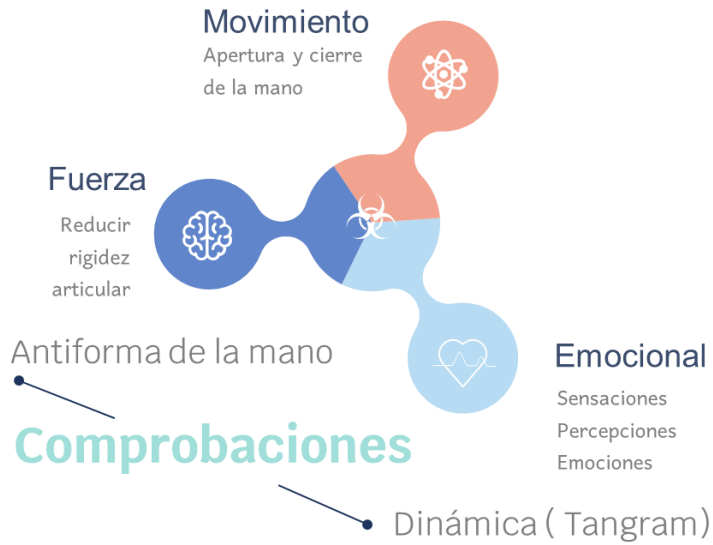 Movimiento
Apertura y cierre
de la mano
Fuerza
Reducir
rigidez
articular
Antiforma de la mano
Emocional
Sensaciones
Percepciones
Emociones
Comprobaciones
Dinámica ( Tangram)